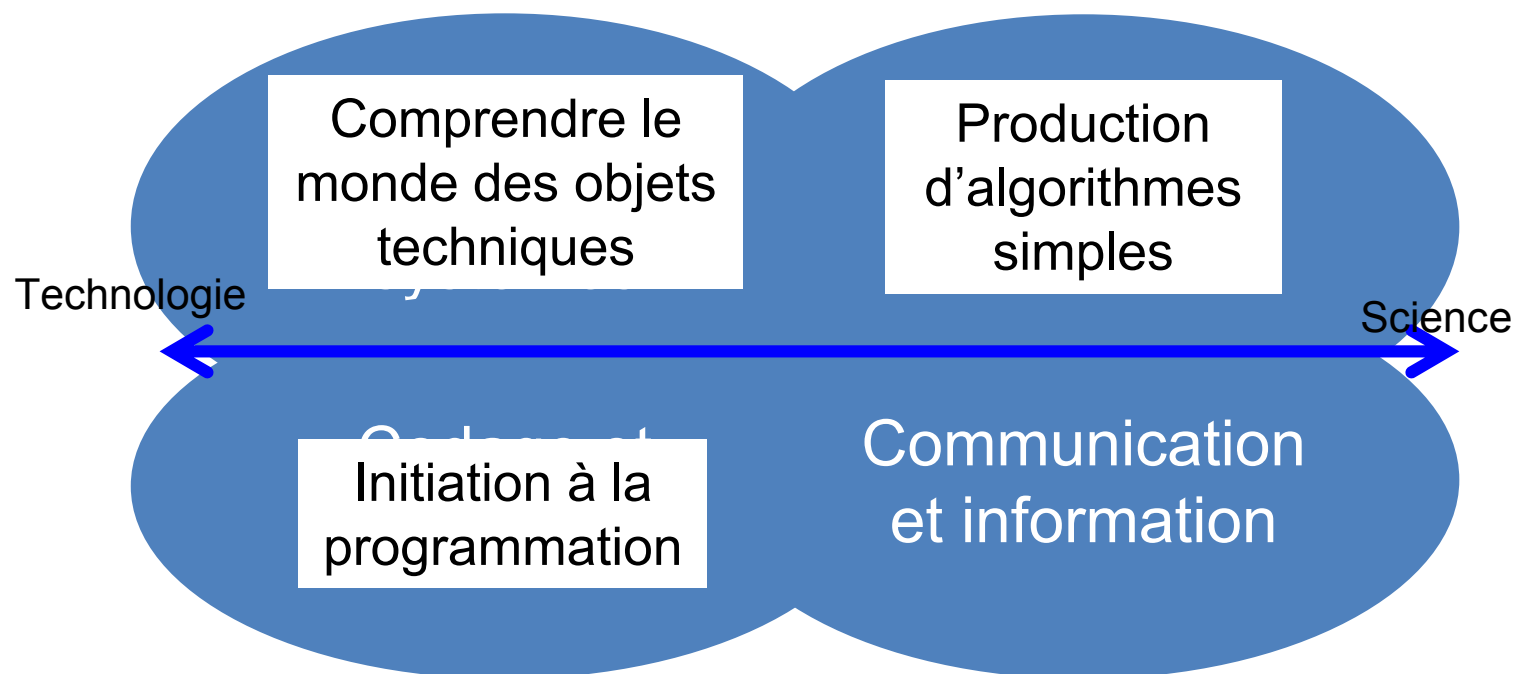 Comprendre le
monde des objets
techniques
Production
d’algorithmes
simples
Technologie
Science
Initiation à la
programmation
Communication
et information